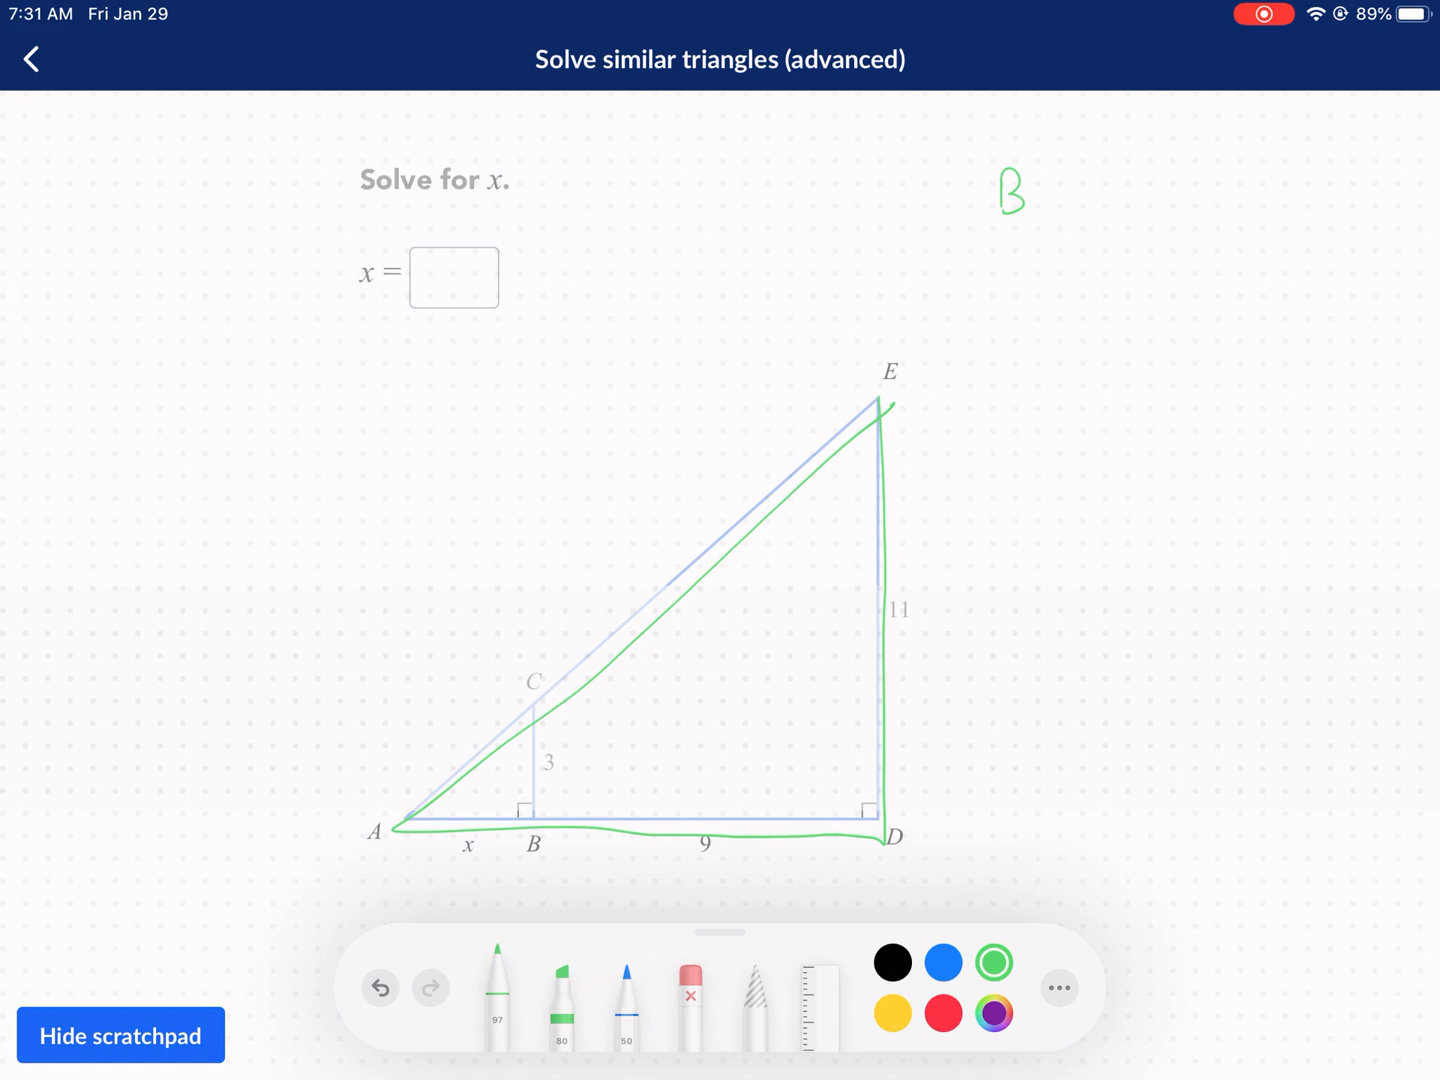 7:31 AM Fri Jan 29 89%
Solve similar triangles (advanced)
Solve for x.
B
x =
E
11
C
3
A
x
B
9
D
97
80
50
Hide scratchpad